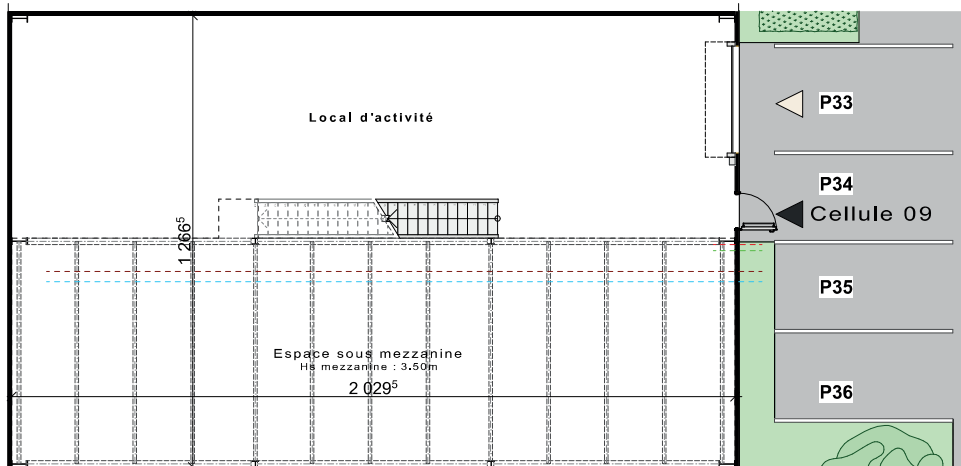 Local d'activité
P33
P34
Cellule 09
1 266⁵
P35
Espace sous mezzanine
Hs mezzanine : 3.50m
2 029⁵
P36